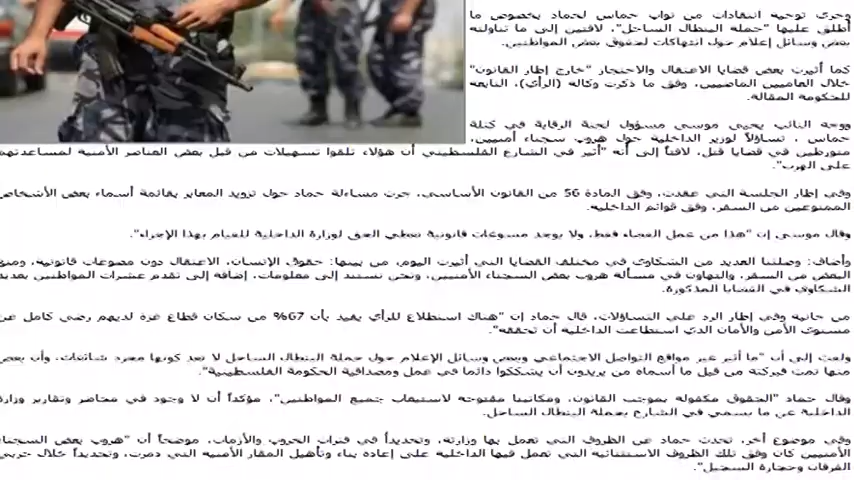 وجرى توجيه انتقادات من نواب حماس لحماد بخصوص ما
أطلق عليها "حملة البنطال الساحل"، لافتين إلى ما تناولته
بعض وسائل إعلام حول انتهاكات لحقوق بعض المواطنين.
كما أثيرت بعض قضايا الاعتقال والاحتجاز "خارج إطار القانون"
خلال العاميين الماضيين، وفق ما ذكرت وكالة (الرأي)، التابعة
للحكومة المقالة.
ووجه النائب يحيى موسى مسؤول لجنة الرقابة في كتلة
حماس ، تساؤلاً لوزير الداخلية حول هروب سجناء أمنيين،
متورطين في قضايا قتل، لافتاً إلى أنه "أثير في الشارع الفلسطيني أن هؤلاء تلقوا تسهيلات من قبل بعض العناصر الأمنية لمساعدتهم
على الهرب".
وفي إطار الجلسة التي عقدت، وفق المادة 56 من القانون الأساسي، جرت مساءلة حماد حول تزويد المعابر بقائمة أسماء بعض الأشخاص
الممنوعين من السفر، وفق قوائم الداخلية.
وقال موسى إن "هذا من عمل القضاء فقط، ولا يوجد مسوغات قانونية تعطي الحق لوزارة الداخلية للقيام بهذا الإجراء".
وأضاف: وصلتنا العديد من الشكاوى في مختلف القضايا التي أثيرت اليوم، من بينها: حقوق الإنسان، الاعتقال دون مصوغات قانونية، ومنع
البعض من السفر، والتهاون في مسألة هروب بعض السجناء الأمنيين، ونحن نستند إلى معلومات، إضافة إلى تقدم عشرات المواطنين بعديد
الشكاوى في القضايا المذكورة.
من جانبه وفي إطار الرد على التساؤلات، قال حماد إن "هناك استطلاع للرأي يفيد بأن 67% من سكان قطاع غزة لديهم رضى كامل عن
مستوى الأمن والأمان الذي استطاعت الداخلية أن تحققه".
ولفت إلى أن "ما أثير عبر مواقع التواصل الاجتماعي وبعض وسائل الإعلام حول حملة البنطال الساحل لا تعد كونها مجرد شائعات، وأن بعض
منها تمت فبركته من قبل ما أسماه من يريدون أن يشككوا دائما في عمل ومصداقية الحكومة الفلسطينية".
وقال حماد "الحقوق مكفولة بموجب القانون، ومكاتبنا مفتوحة لاستيعاب جميع المواطنين"، مؤكداً أن لا وجود في محاضر وتقارير وزارة
الداخلية عن ما يسمى في الشارع بحملة البنطال الساحل.
وفي موضوع آخر، تحدث حماد عن الظروف التي تعمل بها وزارته، وتحديداً في فترات الحروب والأزمات، موضحاً أن "هروب بعض السجناء
الأمنيين كان وفق تلك الظروف الاستثنائية التي تعمل فيها الداخلية على إعادة بناء وتأهيل المقار الأمنية التي دمرت، وتحديداً خلال حربي
الفرقان وحجارة السجيل".